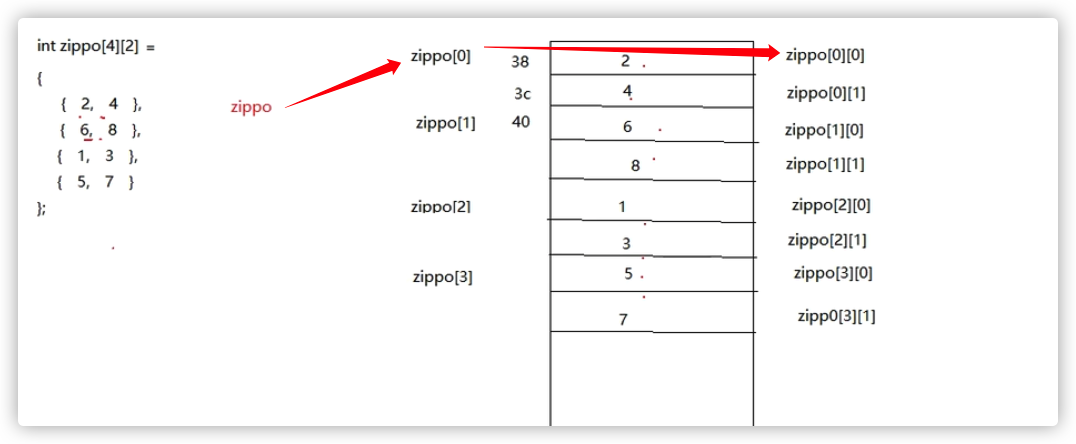 int zippo[4][2] =
{
{ 2, 4 },
{ 6, 8 },
{ 1, 3 },
{ 5, 7 }
};
zippo
zippo[0] 38 2 zippo[0][0]
3c 4 zippo[0][1]
zippo[1] 40 6 zippo[1][0]
8 zippo[1][1]
zippo[2] 1 zippo[2][0]
3 zippo[2][1]
zippo[3] 5 zippo[3][0]
7 zipp0[3][1]